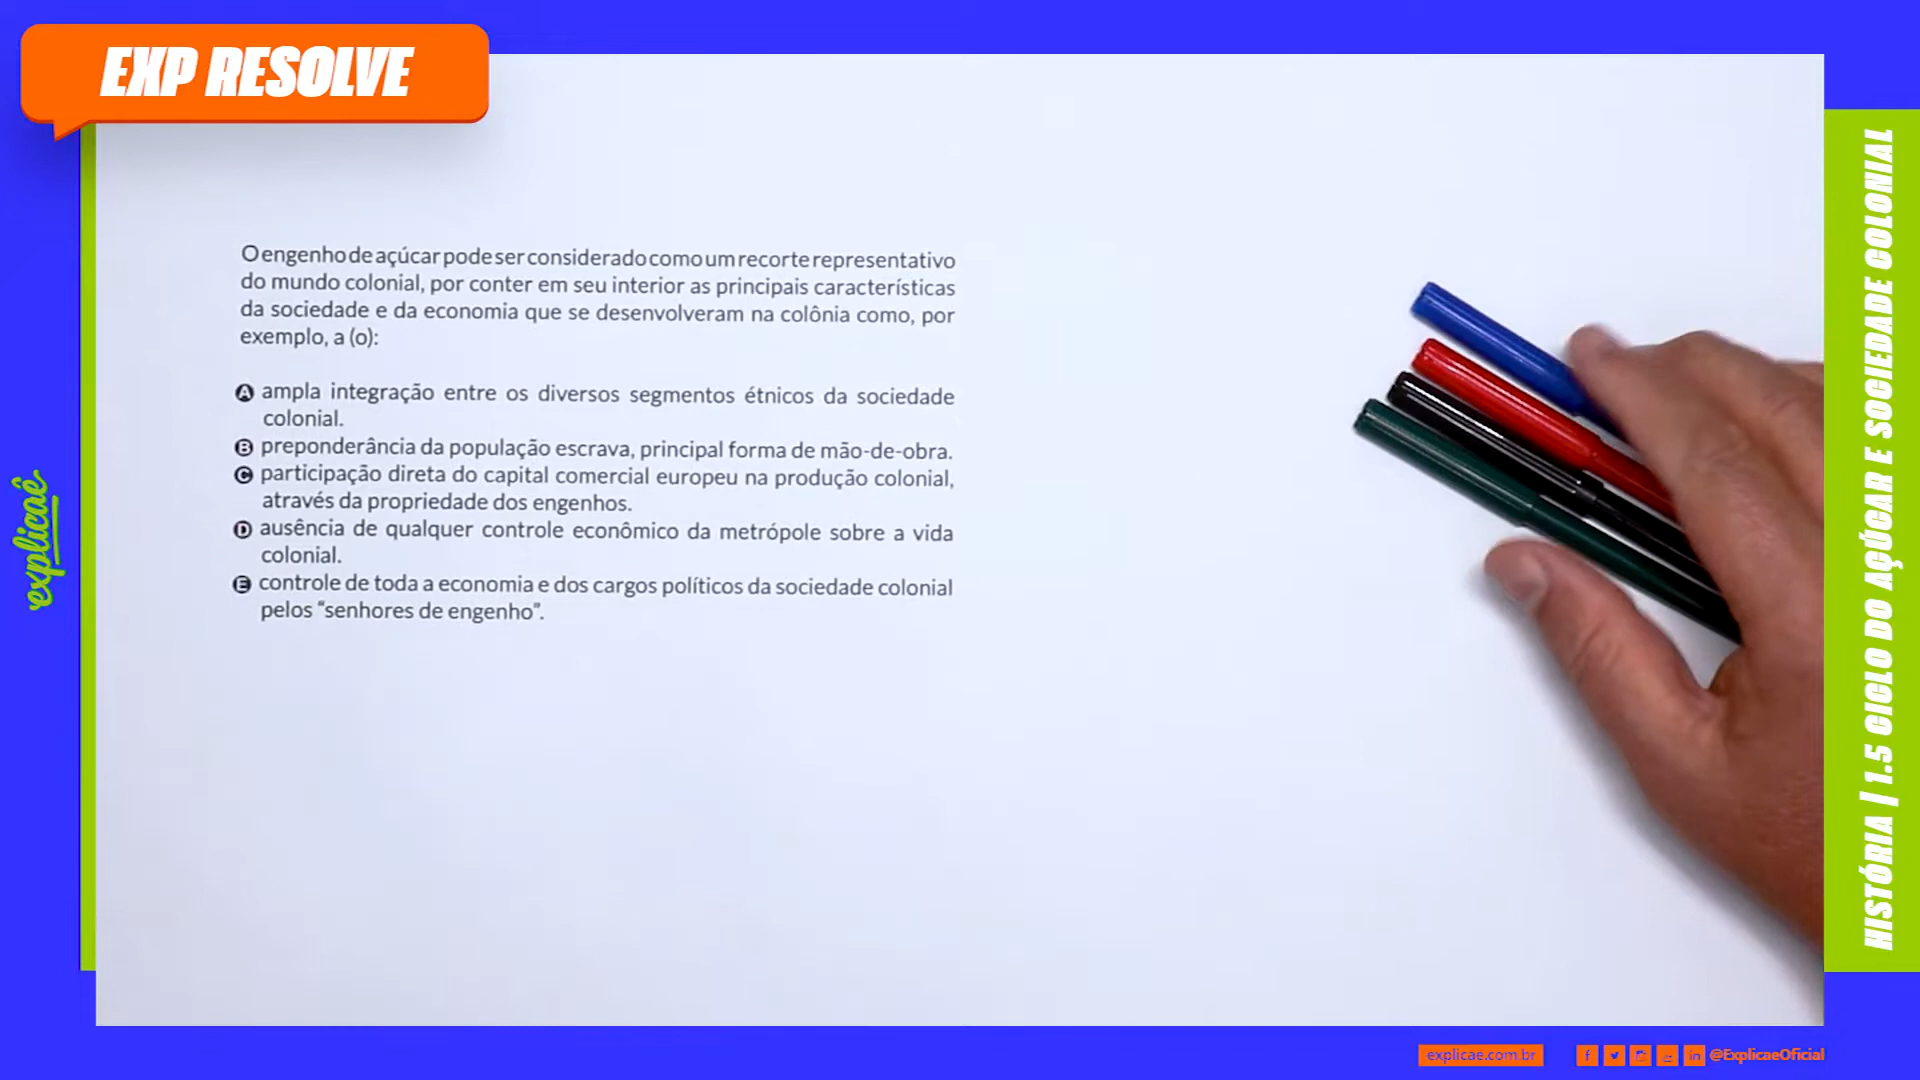 EXP RESOLVE
O engenho de açúcar pode ser considerado como um recorte representativo
do mundo colonial, por conter em seu interior as principais características
da sociedade e da economia que se desenvolveram na colônia como, por
exemplo, a (o):
A ampla integração entre os diversos segmentos étnicos da sociedade
colonial.
B preponderância da população escrava, principal forma de mão-de-obra.
C participação direta do capital comercial europeu na produção colonial,
através da propriedade dos engenhos.
D ausência de qualquer controle econômico da metrópole sobre a vida
colonial.
E controle de toda a economia e dos cargos políticos da sociedade colonial
pelos “senhores de engenho”.
explicaê
HISTÓRIA | 1.5 CICLO DO AÇÚCAR E SOCIEDADE COLONIAL
explicae.com.br
@ExplicaeOficial